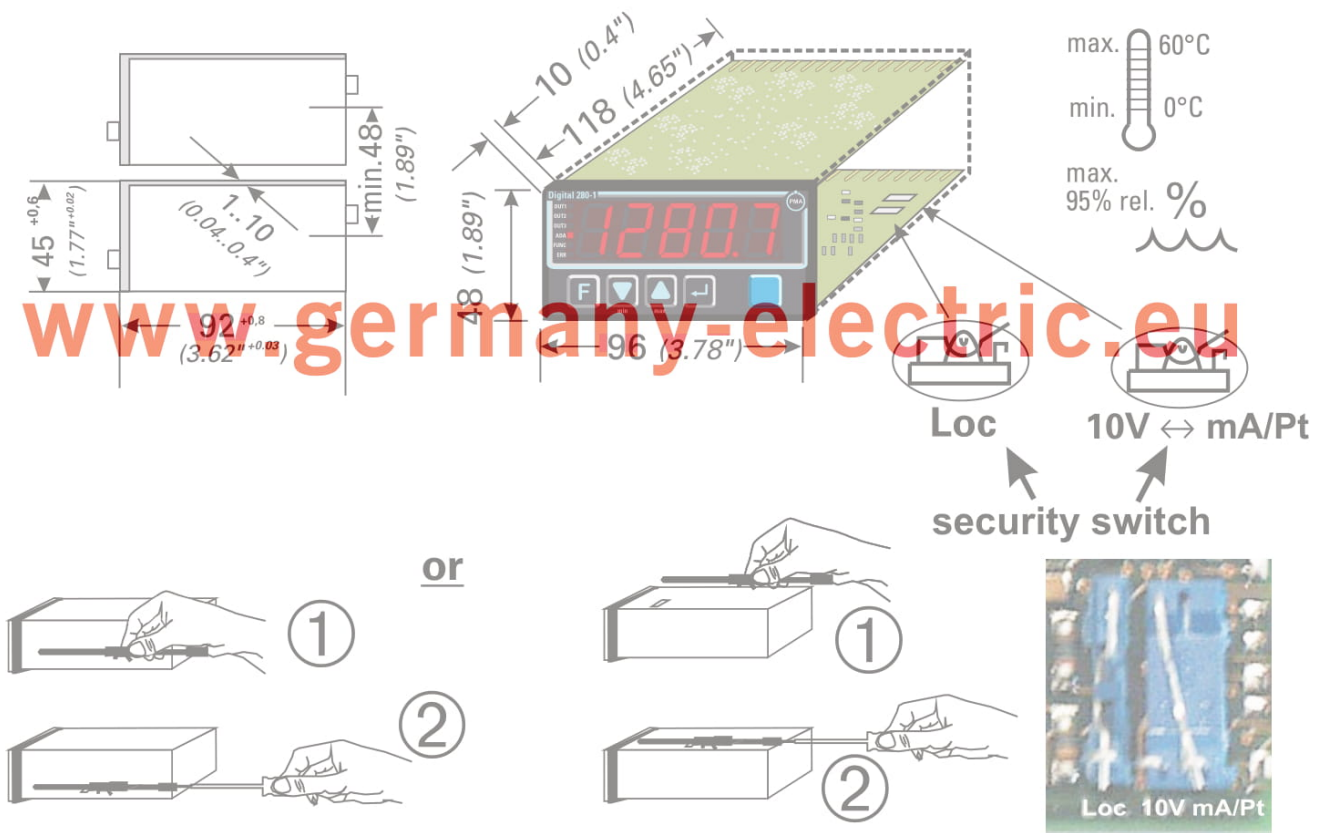 10 (0.4")
118 (4.65")
max. 60°C
min. 0°C
max.
95% rel. %
min.48
(1.89")
1..10
(0.04..0.4")
45 +0,6
(1.77"+0.02)
92 +0,8
(3.62"+0.03)
48 (1.89")
96 (3.78")
Digital 280-1
PMA
OUT1
OUT2
OUT3
ADA
FUNC
ERR
1280.7
F
www.germany-electric.eu
Loc
10V ↔ mA/Pt
security switch
or
1
2
1
2
Loc 10V mA/Pt